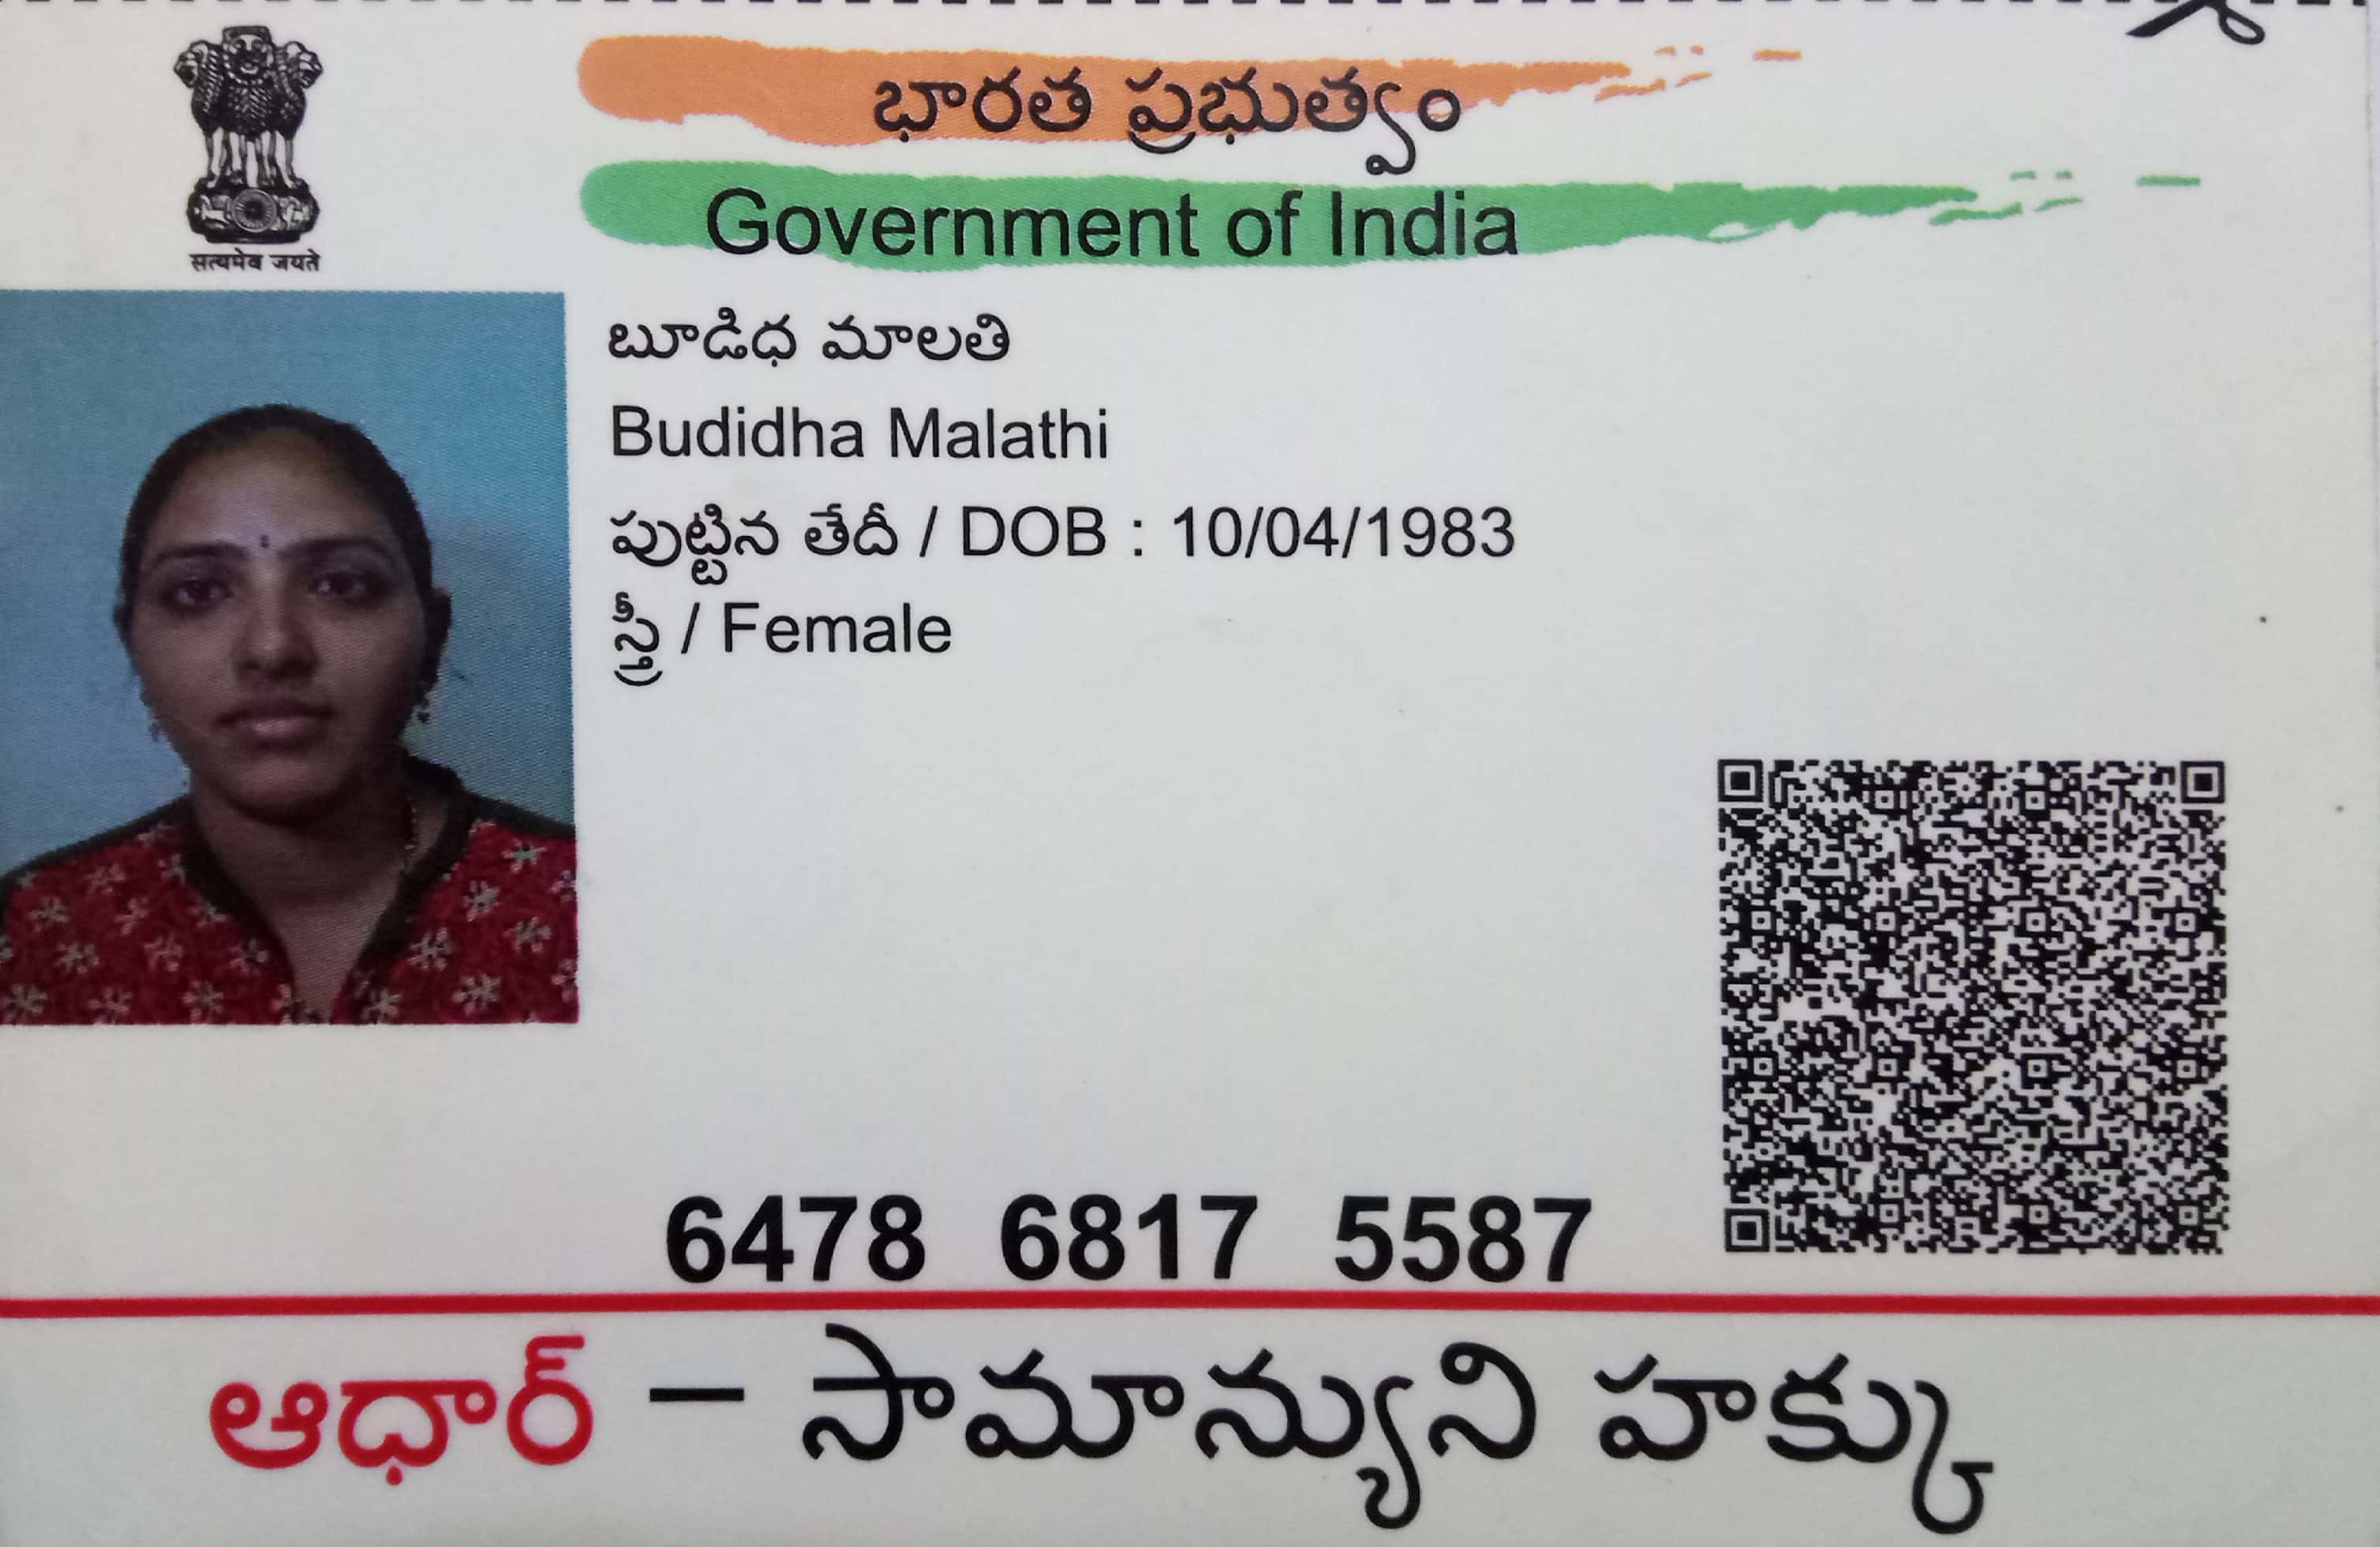 भारत ప్రభుత్వం
Government of India
सत्यमेव जयते
బూడిధ మాలతి
Budidha Malathi
పుట్టిన తేదీ / DOB : 10/04/1983
స్త్రీ / Female
6478 6817 5587
ఆధార్ – సామాన్యుని హక్కు